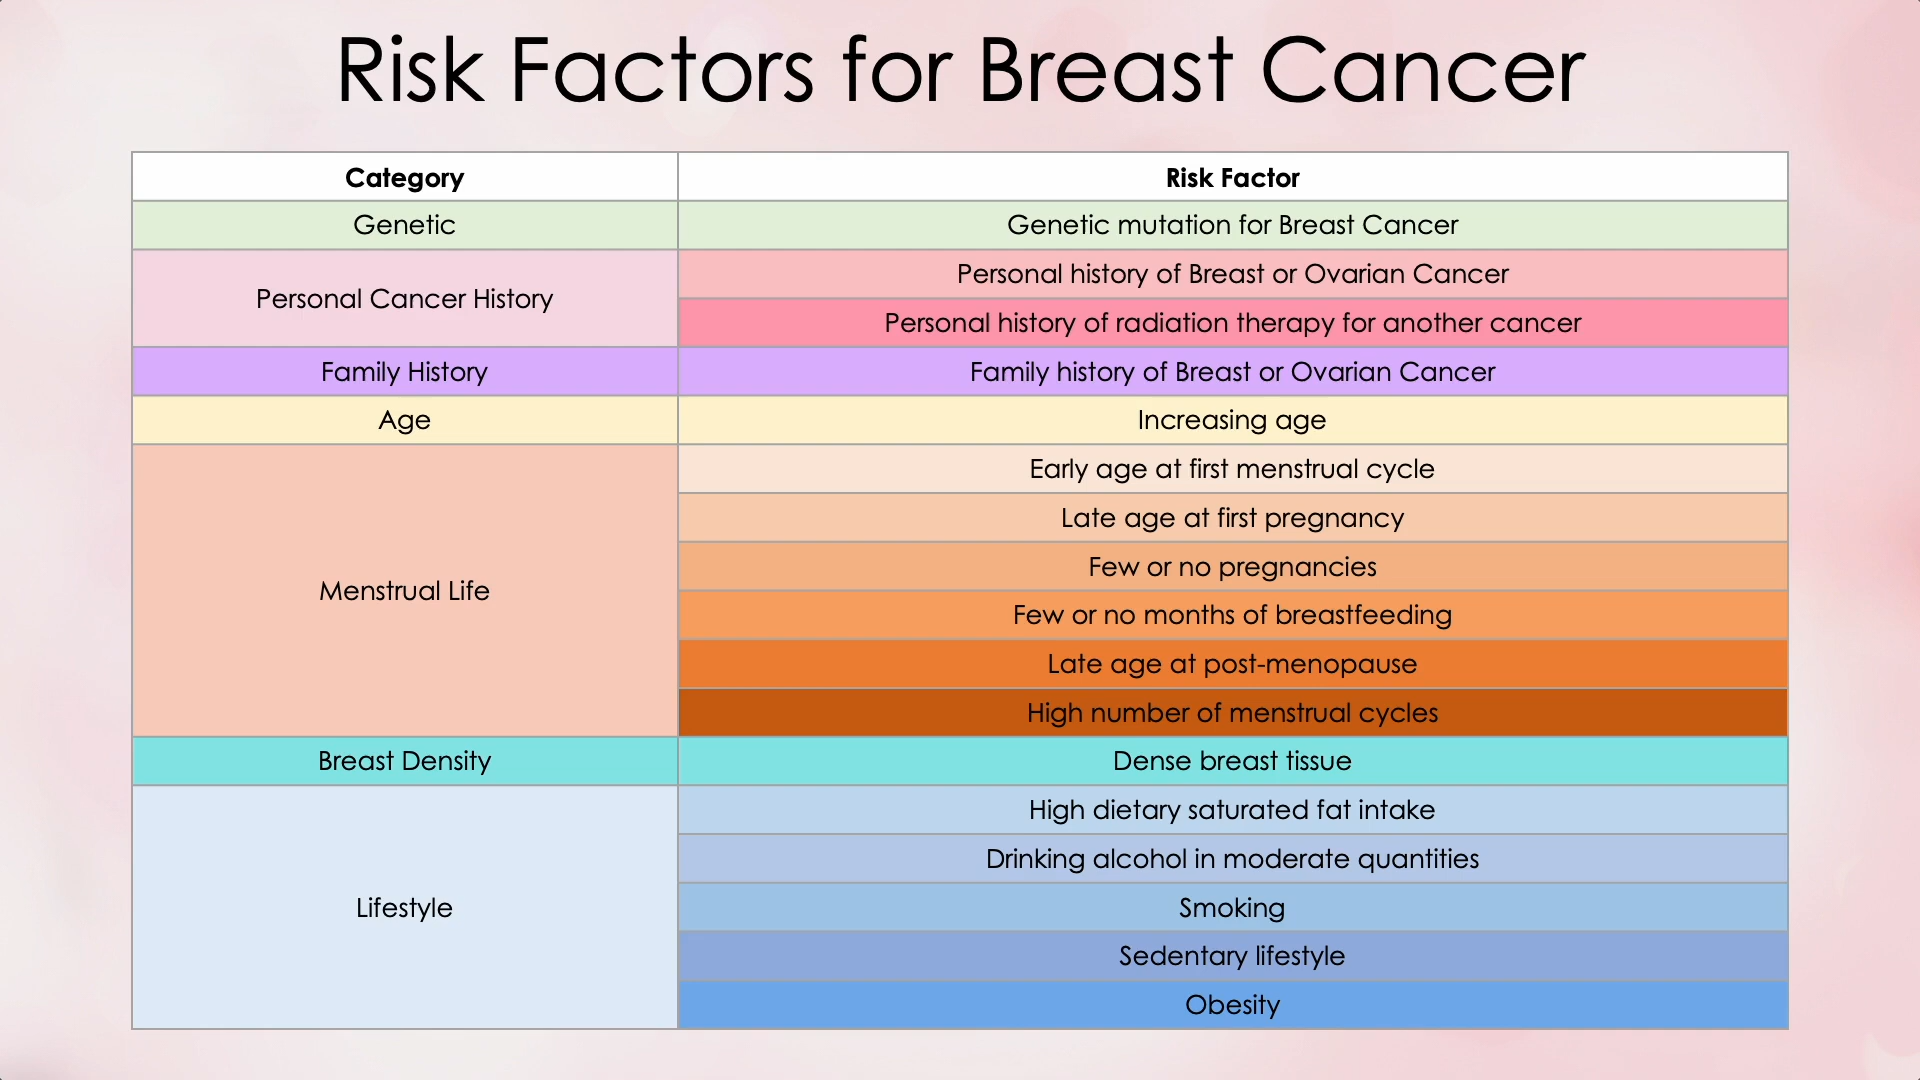 Risk Factors for Breast Cancer
Category
Risk Factor
Genetic
Genetic mutation for Breast Cancer
Personal Cancer History
Personal history of Breast or Ovarian Cancer
Personal history of radiation therapy for another cancer
Family History
Family history of Breast or Ovarian Cancer
Age
Increasing age
Menstrual Life
Early age at first menstrual cycle
Late age at first pregnancy
Few or no pregnancies
Few or no months of breastfeeding
Late age at post-menopause
High number of menstrual cycles
Breast Density
Dense breast tissue
Lifestyle
High dietary saturated fat intake
Drinking alcohol in moderate quantities
Smoking
Sedentary lifestyle
Obesity